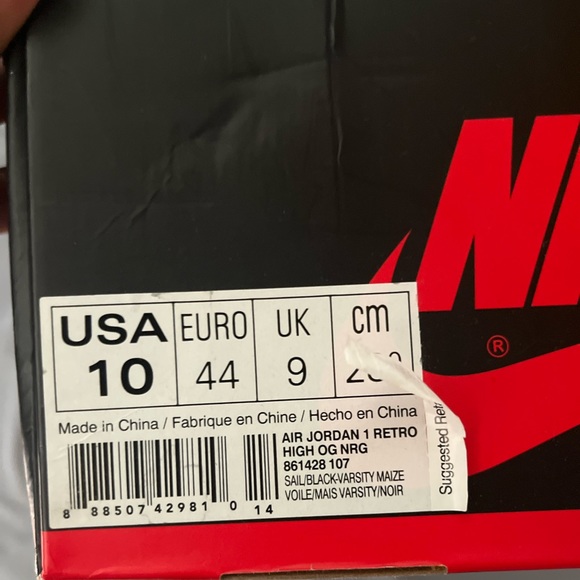 USA EURO UK cm
10 44 9
Made in China / Fabrique en Chine / Hecho en China
AIR JORDAN 1 RETRO
HIGH OG NRG
861428 107
SAIL/BLACK-VARSITY MAIZE
VOILE/MAIS VARSITY/NOIR
8 88507 42981 0 14
Suggested
®